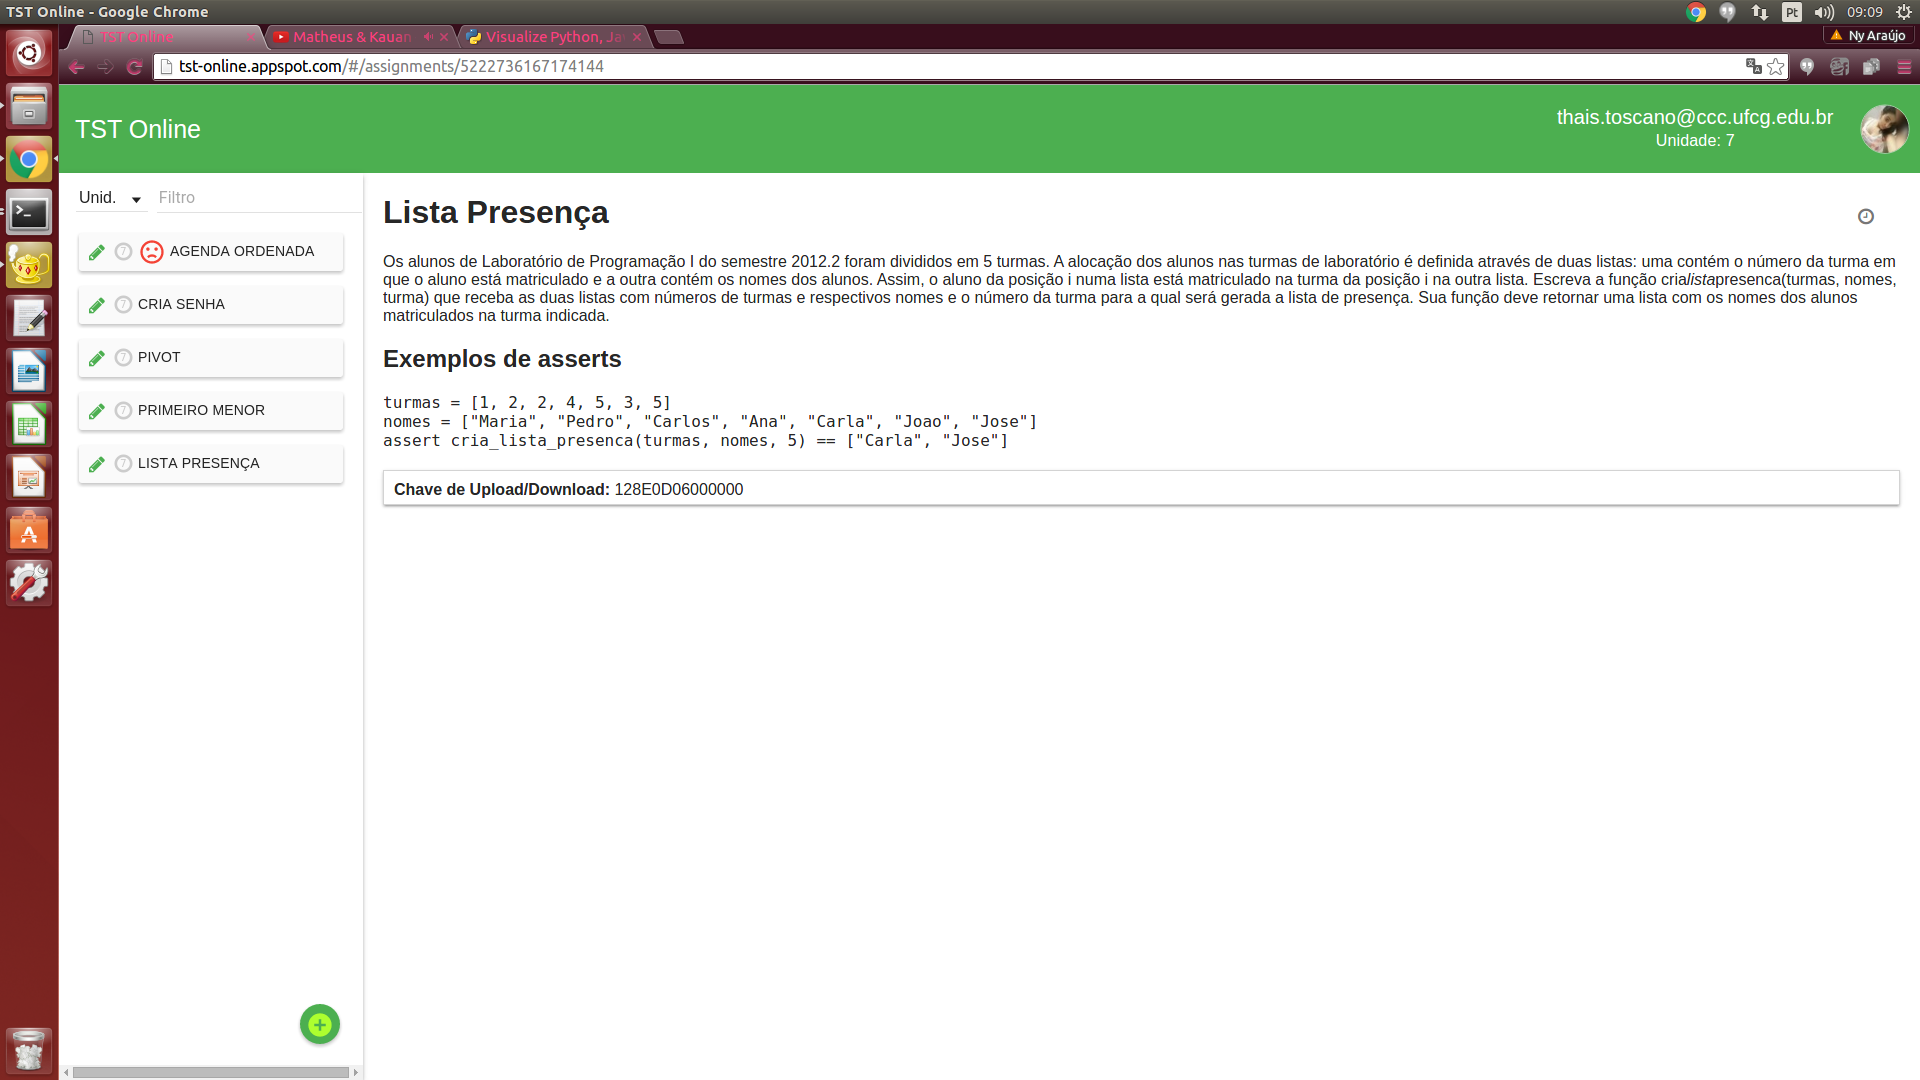 TST Online - Google Chrome
Pt
09:09
TST Online
Matheus & Kauan
Visualize Python, Ja
Ny Araújo
tst-online.appspot.com/#/assignments/5222736167174144
TST Online
thais.toscano@ccc.ufcg.edu.br
Unidade: 7
Unid.
Filtro
7 AGENDA ORDENADA
7 CRIA SENHA
7 PIVOT
7 PRIMEIRO MENOR
7 LISTA PRESENÇA
Lista Presença
Os alunos de Laboratório de Programação I do semestre 2012.2 foram divididos em 5 turmas. A alocação dos alunos nas turmas de laboratório é definida através de duas listas: uma contém o número da turma em
que o aluno está matriculado e a outra contém os nomes dos alunos. Assim, o aluno da posição i numa lista está matriculado na turma da posição i na outra lista. Escreva a função crialistapresenca(turmas, nomes,
turma) que receba as duas listas com números de turmas e respectivos nomes e o número da turma para a qual será gerada a lista de presença. Sua função deve retornar uma lista com os nomes dos alunos
matriculados na turma indicada.
Exemplos de asserts
turmas = [1, 2, 2, 4, 5, 3, 5]
nomes = ["Maria", "Pedro", "Carlos", "Ana", "Carla", "Joao", "Jose"]
assert cria_lista_presenca(turmas, nomes, 5) == ["Carla", "Jose"]
Chave de Upload/Download: 128E0D06000000